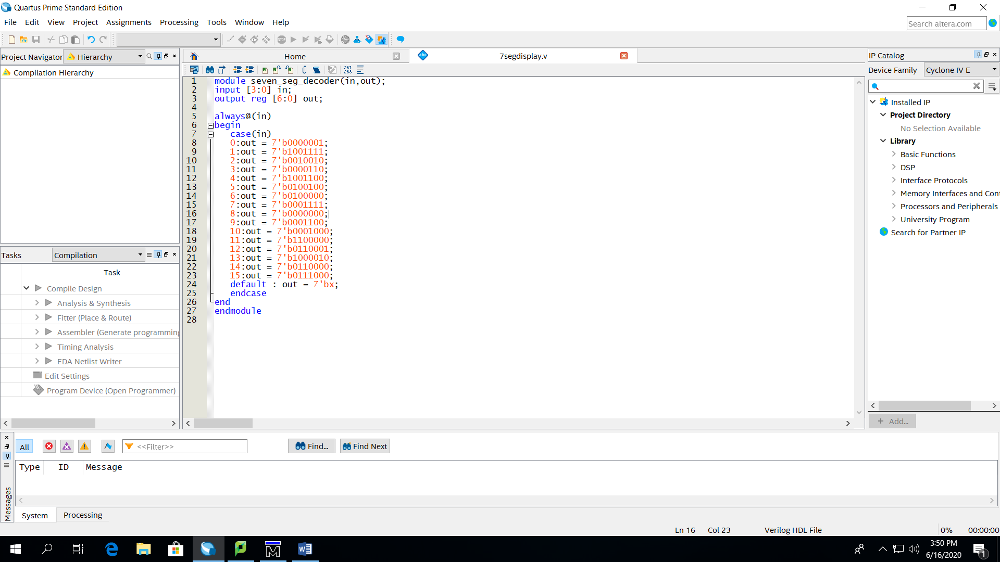 Quartus Prime Standard Edition
File Edit View Project Assignments Processing Tools Window Help
Search altera.com
Project Navigator Hierarchy
Compilation Hierarchy
Tasks Compilation
Task
Compile Design
Analysis & Synthesis
Fitter (Place & Route)
Assembler (Generate programming
Timing Analysis
EDA Netlist Writer
Edit Settings
Program Device (Open Programmer)
Home
abc 7segdisplay.v
267
268
1 module seven_seg_decoder(in,out);
2 input [3:0] in;
3 output reg [6:0] out;
4
5 always@(in)
6 begin
7 case(in)
8 0:out = 7'b0000001;
9 1:out = 7'b1001111;
10 2:out = 7'b0010010;
11 3:out = 7'b0000110;
12 4:out = 7'b1001100;
13 5:out = 7'b0100100;
14 6:out = 7'b0100000;
15 7:out = 7'b0001111;
16 8:out = 7'b0000000;
17 9:out = 7'b0001100;
18 10:out = 7'b0001000;
19 11:out = 7'b1100000;
20 12:out = 7'b0110001;
21 13:out = 7'b1000010;
22 14:out = 7'b0110000;
23 15:out = 7'b0111000;
24 default : out = 7'bx;
25 endcase
26 end
27 endmodule
28
IP Catalog
Device Family Cyclone IV E
Installed IP
Project Directory
No Selection Available
Library
Basic Functions
DSP
Interface Protocols
Memory Interfaces and Cont
Processors and Peripherals
University Program
Search for Partner IP
+ Add...
All <<Filter>> Find... Find Next
Type ID Message
Messages
System Processing
Ln 16 Col 23 Verilog HDL File 0% 00:00:00
3:50 PM
6/16/2020
1